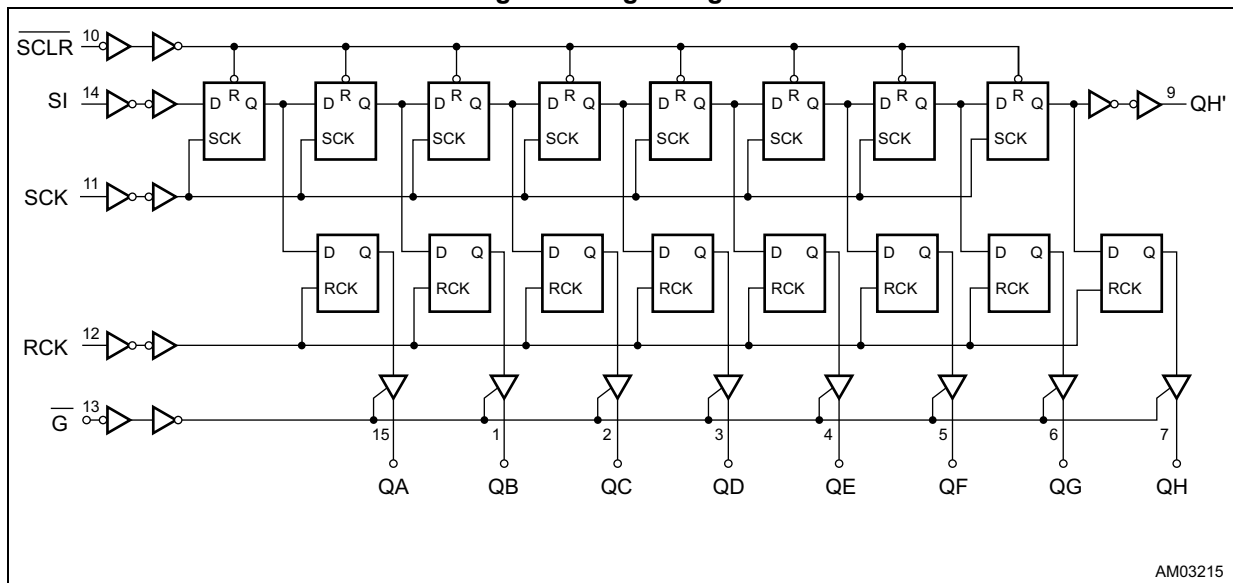 SCLR 10
SI 14
R R R R R R R R
D Q D Q D Q D Q D Q D Q D Q D Q
9 QH'
SCK SCK SCK SCK SCK SCK SCK SCK
SCK 11
D Q D Q D Q D Q D Q D Q D Q D Q
RCK RCK RCK RCK RCK RCK RCK RCK
RCK 12
G 13
15 1 2 3 4 5 6 7
QA QB QC QD QE QF QG QH
AM03215